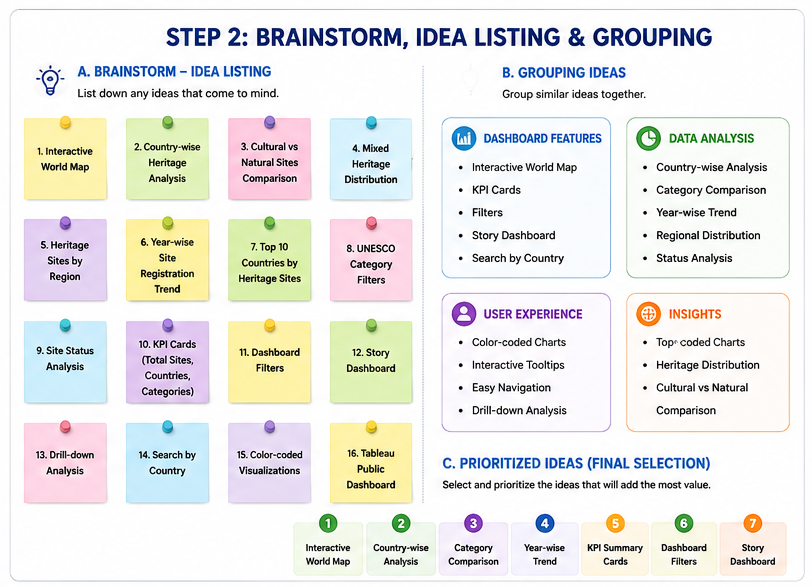 STEP 2: BRAINSTORM, IDEA LISTING & GROUPING
A. BRAINSTORM – IDEA LISTING
List down any ideas that come to mind.
1. Interactive
World Map
2. Country-wise
Heritage
Analysis
3. Cultural vs
Natural Sites
Comparison
4. Mixed
Heritage
Distribution
5. Heritage
Sites by
Region
6. Year-wise
Site
Registration
Trend
7. Top 10
Countries by
Heritage Sites
8. UNESCO
Category
Filters
9. Site Status
Analysis
10. KPI Cards
(Total Sites,
Countries,
Categories)
11. Dashboard
Filters
12. Story
Dashboard
13. Drill-down
Analysis
14. Search by
Country
15. Color-coded
Visualizations
16. Tableau
Public
Dashboard
B. GROUPING IDEAS
Group similar ideas together.
DASHBOARD FEATURES
• Interactive World Map
• KPI Cards
• Filters
• Story Dashboard
• Search by Country
DATA ANALYSIS
• Country-wise Analysis
• Category Comparison
• Year-wise Trend
• Regional Distribution
• Status Analysis
USER EXPERIENCE
• Color-coded Charts
• Interactive Tooltips
• Easy Navigation
• Drill-down Analysis
INSIGHTS
• Top coded Charts
• Heritage Distribution
• Cultural vs Natural
Comparison
C. PRIORITIZED IDEAS (FINAL SELECTION)
Select and prioritize the ideas that will add the most value.
1
Interactive
World Map
2
Country-wise
Analysis
3
Category
Comparison
4
Year-wise
Trend
5
KPI Summary
Cards
6
Dashboard
Filters
7
Story
Dashboard